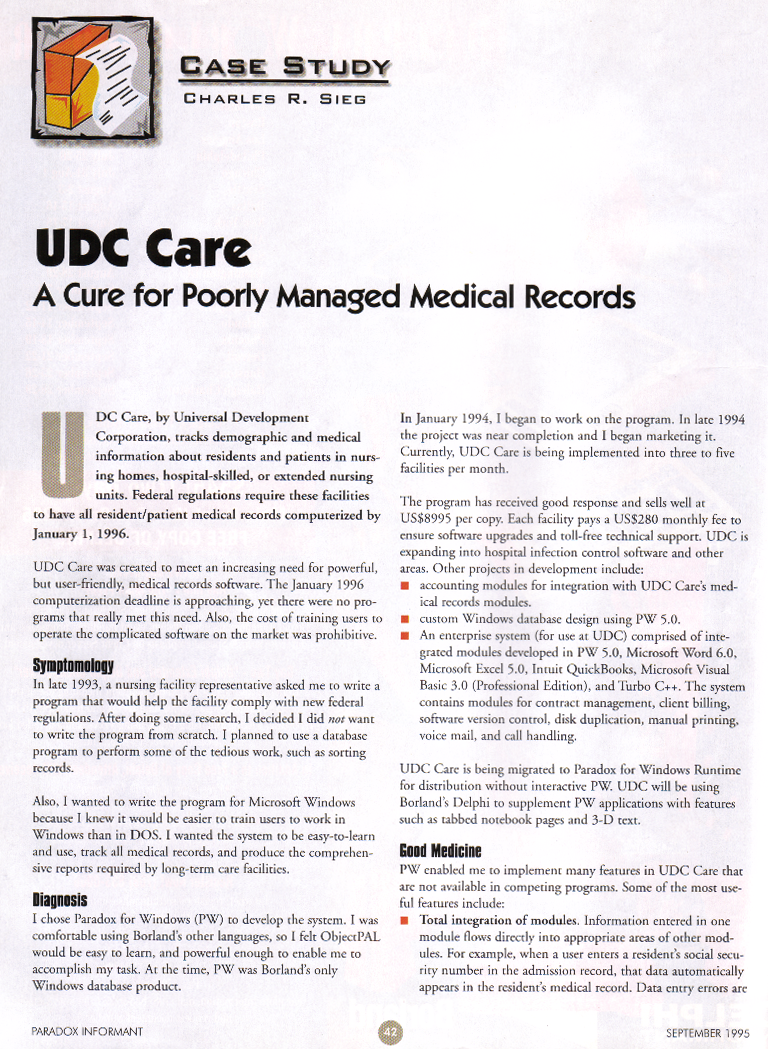 CASE STUDY
CHARLES R. SIEG
UDC Care
A Cure for Poorly Managed Medical Records
UDC Care, by Universal Development
Corporation, tracks demographic and medical
information about residents and patients in nurs-
ing homes, hospital-skilled, or extended nursing
units. Federal regulations require these facilities
to have all resident/patient medical records computerized by
January 1, 1996.
UDC Care was created to meet an increasing need for powerful,
but user-friendly, medical records software. The January 1996
computerization deadline is approaching, yet there were no pro-
grams that really met this need. Also, the cost of training users to
operate the complicated software on the market was prohibitive.
Symptomology
In late 1993, a nursing facility representative asked me to write a
program that would help the facility comply with new federal
regulations. After doing some research, I decided I did not want
to write the program from scratch. I planned to use a database
program to perform some of the tedious work, such as sorting
records.
Also, I wanted to write the program for Microsoft Windows
because I knew it would be easier to train users to work in
Windows than in DOS. I wanted the system to be easy-to-learn
and use, track all medical records, and produce the comprehen-
sive reports required by long-term care facilities.
Diagnosis
I chose Paradox for Windows (PW) to develop the system. I was
comfortable using Borland's other languages, so I felt ObjectPAL
would be easy to learn, and powerful enough to enable me to
accomplish my task. At the time, PW was Borland's only
Windows database product.
In January 1994, I began to work on the program. In late 1994
the project was near completion and I began marketing it.
Currently, UDC Care is being implemented into three to five
facilities per month.
The program has received good response and sells well at
US$8995 per copy. Each facility pays a US$280 monthly fee to
ensure software upgrades and toll-free technical support. UDC is
expanding into hospital infection control software and other
areas. Other projects in development include:
■ accounting modules for integration with UDC Care's med-
ical records modules.
■ custom Windows database design using PW 5.0.
■ An enterprise system (for use at UDC) comprised of inte-
grated modules developed in PW 5.0, Microsoft Word 6.0,
Microsoft Excel 5.0, Intuit QuickBooks, Microsoft Visual
Basic 3.0 (Professional Edition), and Turbo C++. The system
contains modules for contract management, client billing,
software version control, disk duplication, manual printing,
voice mail, and call handling.
UDC Care is being migrated to Paradox for Windows Runtime
for distribution without interactive PW. UDC will be using
Borland's Delphi to supplement PW applications with features
such as tabbed notebook pages and 3-D text.
Good Medicine
PW enabled me to implement many features in UDC Care that
are not available in competing programs. Some of the most use-
ful features include:
■ Total integration of modules. Information entered in one
module flows directly into appropriate areas of other mod-
ules. For example, when a user enters a resident's social secu-
rity number in the admission record, that data automatically
appears in the resident's medical record. Data entry errors are
PARADOX INFORMANT
42
SEPTEMBER 1995